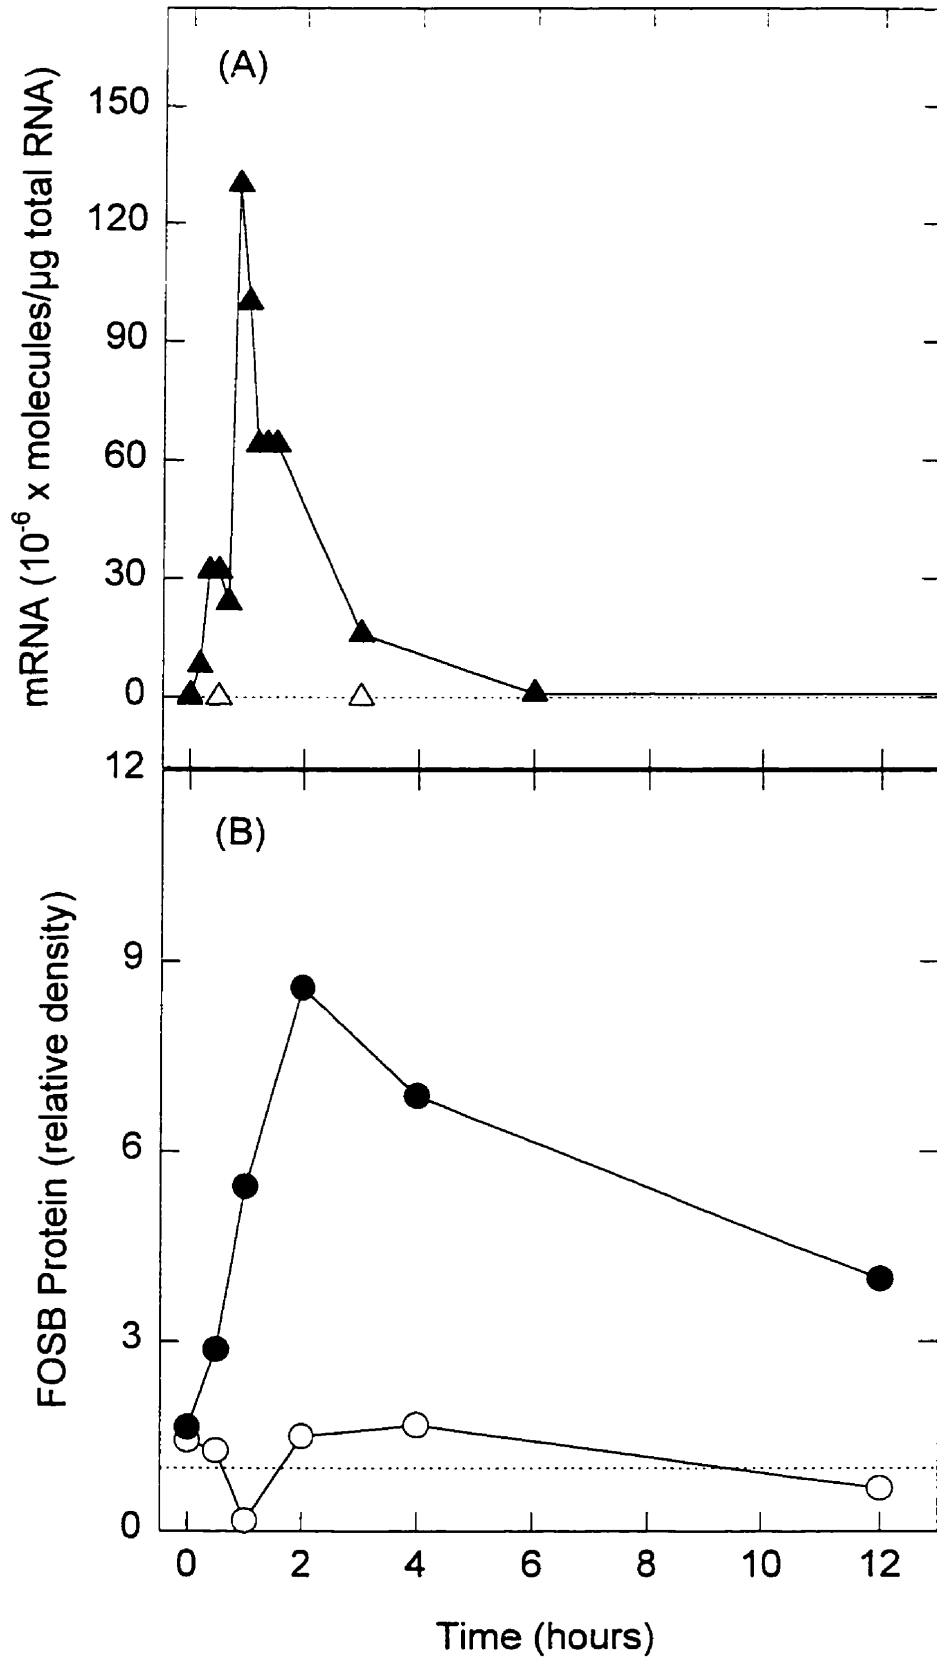 (A)
mRNA (10⁻⁶ x molecules/µg total RNA)
150
120
90
60
30
0
12
(B)
FOSB Protein (relative density)
9
6
3
0
0 2 4 6 8 10 12
Time (hours)